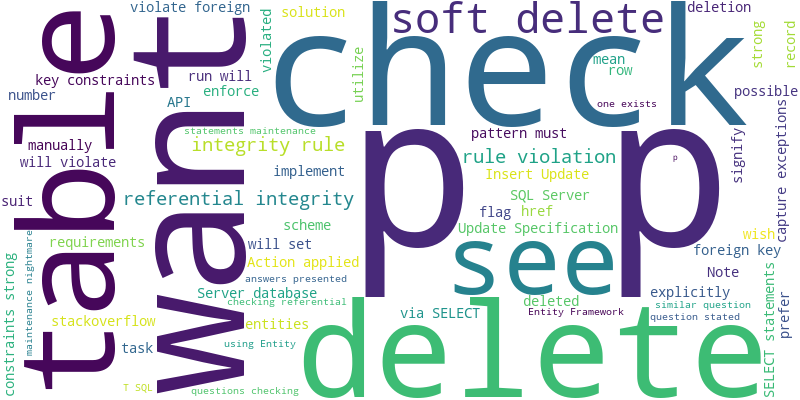 violate foreign
solution
soft delete
deletion
table
want
check
violated
utilize
mean
row
strong
record
key constraints
run will
number
enforce
API
one exists
possible
statements maintenance
pattern must
manually
integrity rule
will violate
p p
rule violation
p
signify
capture exceptions
implement
Insert Update
suit
referential integrity
SQL Server
flag
href
scheme
Update Specification
wish
requirements
will set
see
foreign key
constraints strong
maintenance nightmare
Action applied
answers presented
Note
Server database
explicitly
prefer
checking referential
deleted
similar question
via SELECT
Entity Framework
question stated
stackoverflow
entities
delete
SELECT statements
task
using Entity
T SQL
questions checking